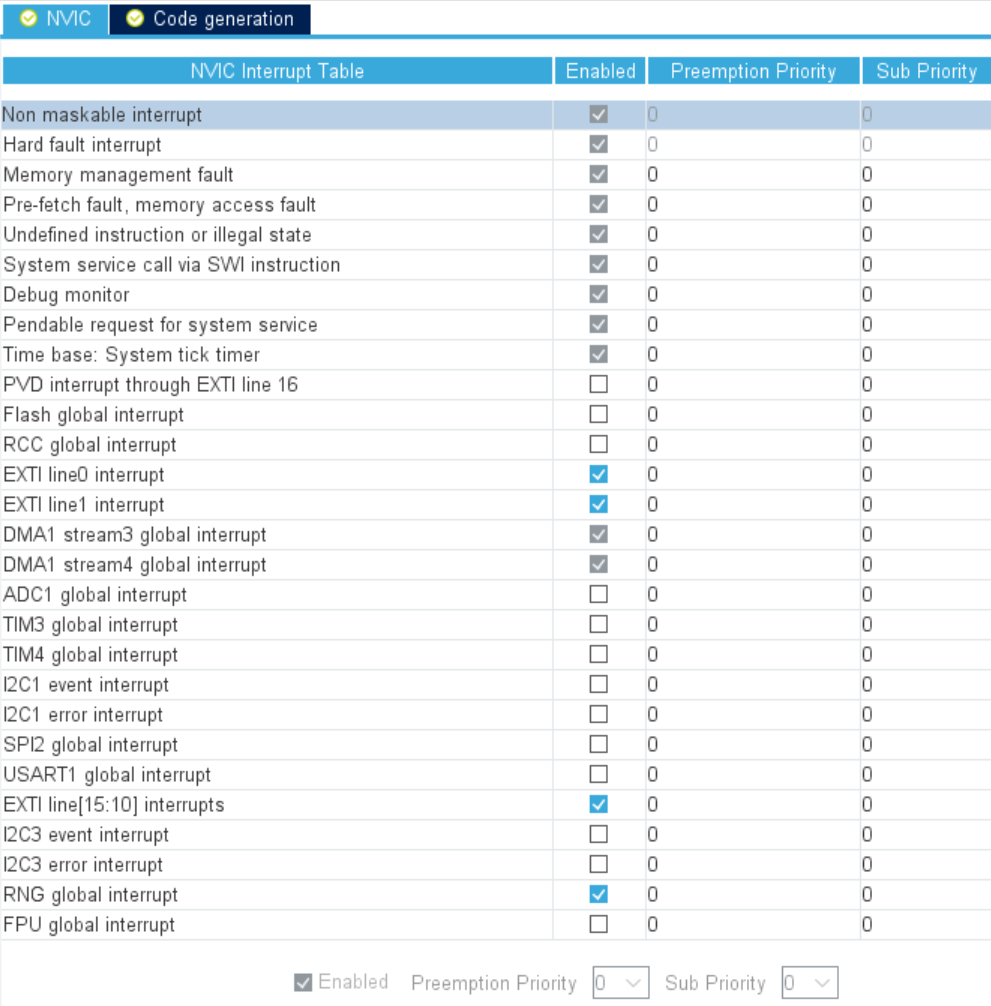 NVIC Code generation
NVIC Interrupt Table Enabled Preemption Priority Sub Priority
Non maskable interrupt 0 0
Hard fault interrupt 0 0
Memory management fault 0 0
Pre-fetch fault, memory access fault 0 0
Undefined instruction or illegal state 0 0
System service call via SWI instruction 0 0
Debug monitor 0 0
Pendable request for system service 0 0
Time base: System tick timer 0 0
PVD interrupt through EXTI line 16 0 0
Flash global interrupt 0 0
RCC global interrupt 0 0
EXTI line0 interrupt 0 0
EXTI line1 interrupt 0 0
DMA1 stream3 global interrupt 0 0
DMA1 stream4 global interrupt 0 0
ADC1 global interrupt 0 0
TIM3 global interrupt 0 0
TIM4 global interrupt 0 0
I2C1 event interrupt 0 0
I2C1 error interrupt 0 0
SPI2 global interrupt 0 0
USART1 global interrupt 0 0
EXTI line[15:10] interrupts 0 0
I2C3 event interrupt 0 0
I2C3 error interrupt 0 0
RNG global interrupt 0 0
FPU global interrupt 0 0
Enabled Preemption Priority 0 Sub Priority 0